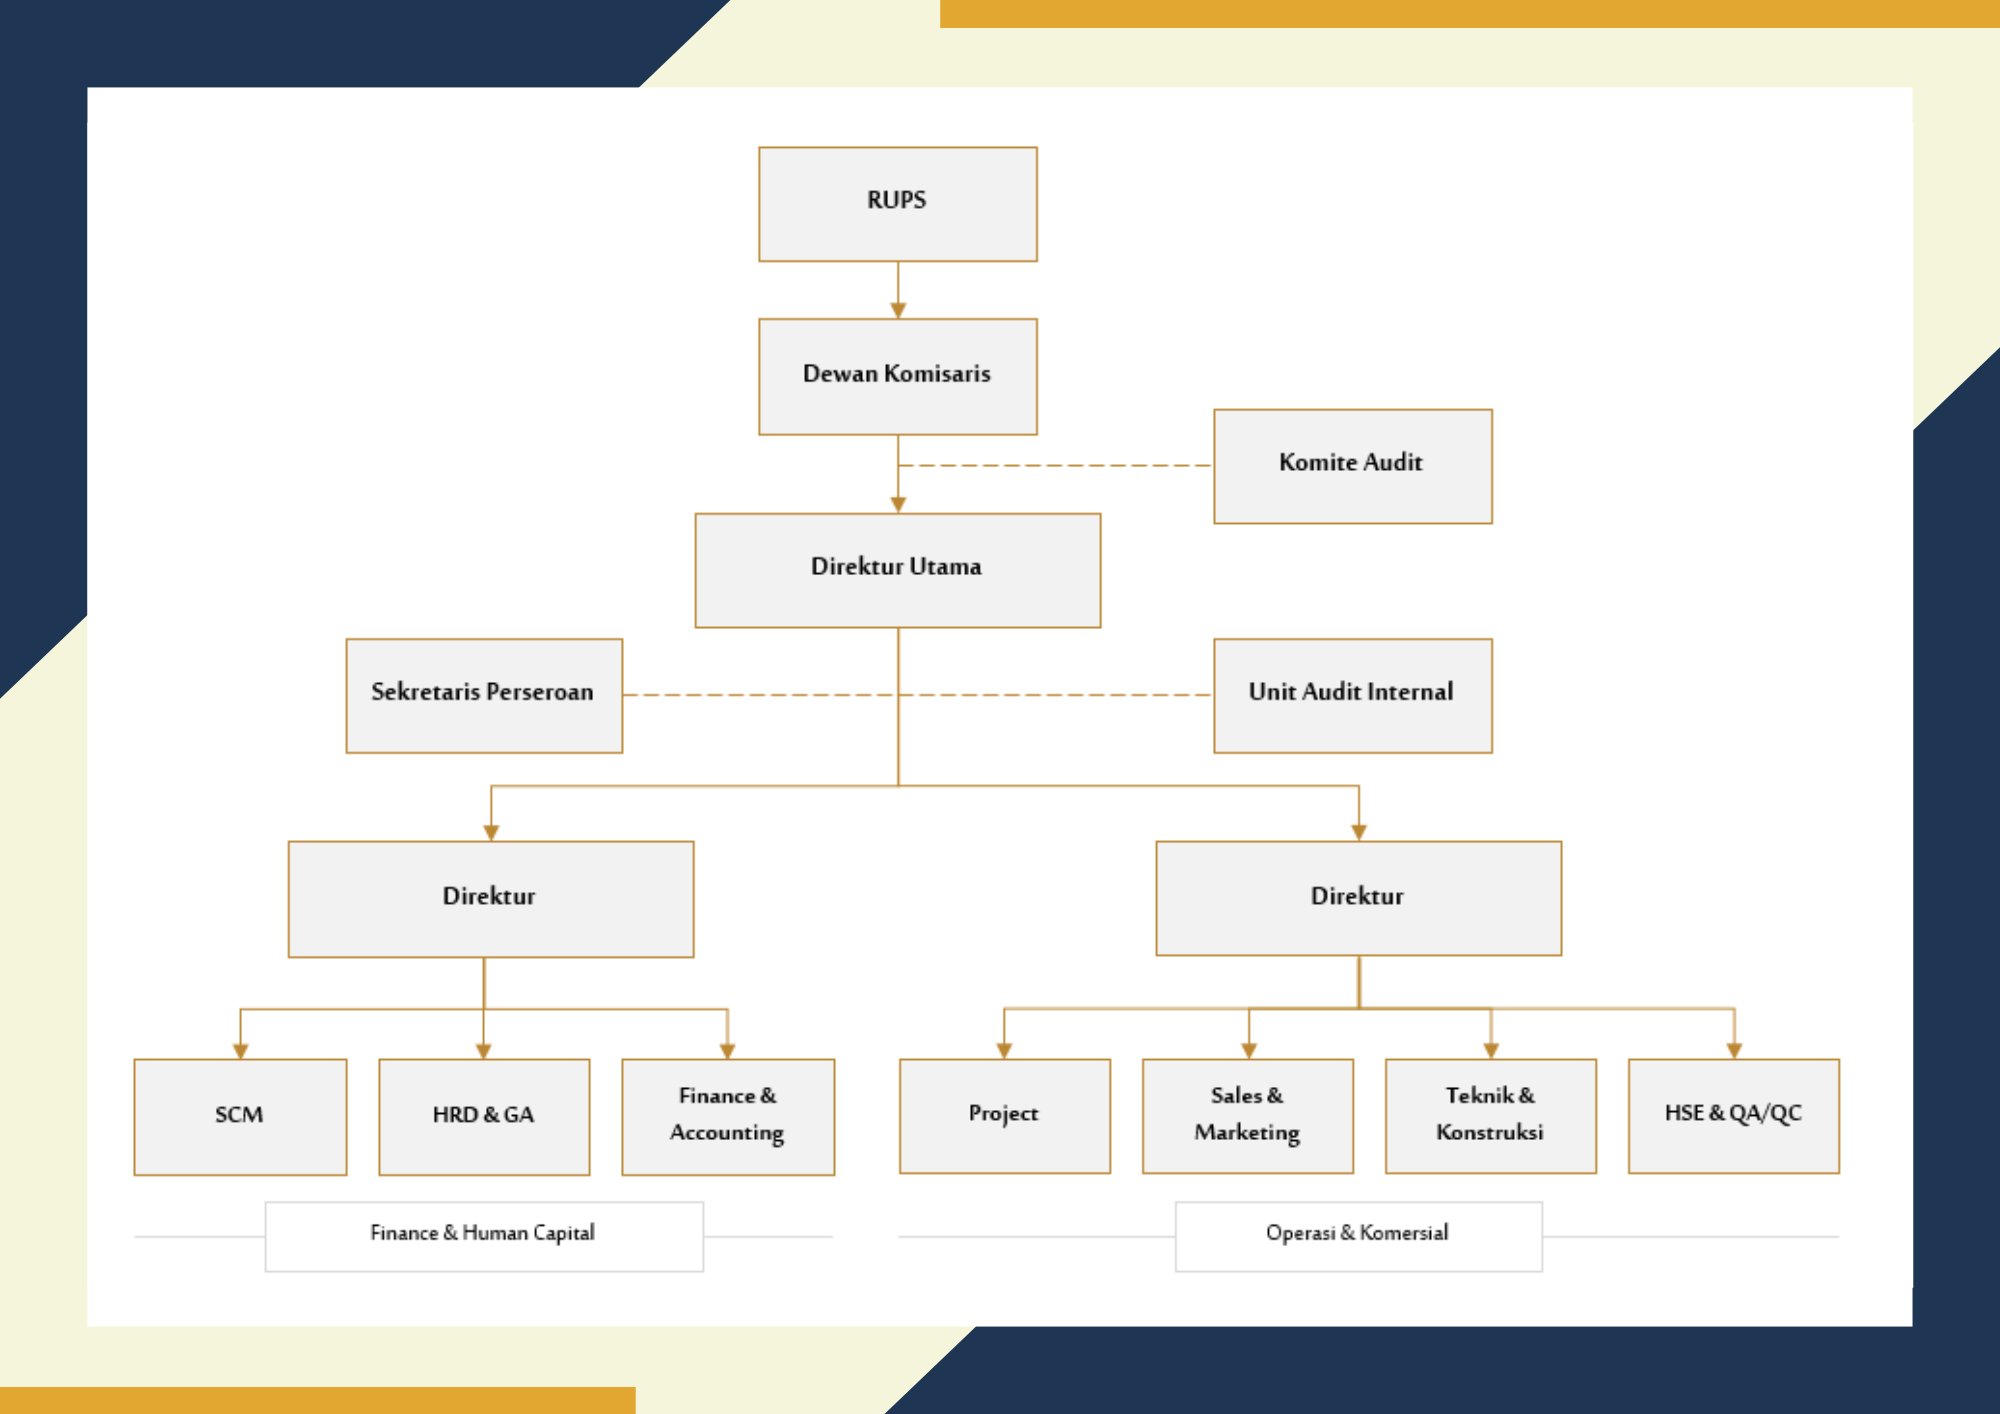 RUPS
Dewan Komisaris
Komite Audit
Direktur Utama
Sekretaris Perseroan
Unit Audit Internal
Direktur
Direktur
SCM
HRD & GA
Finance &
Accounting
Project
Sales &
Marketing
Teknik &
Konstruksi
HSE & QA/QC
Finance & Human Capital
Operasi & Komersial